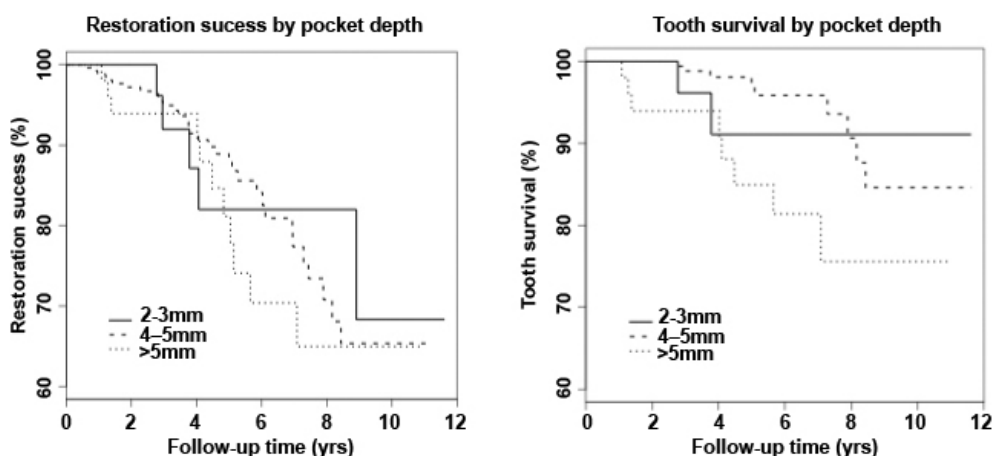 Restoration sucess by pocket depth
Restoration sucess (%)
100
90
80
70
60
2-3mm
4–5mm
>5mm
0 2 4 6 8 10 12
Follow-up time (yrs)
Tooth survival by pocket depth
Tooth survival (%)
100
90
80
70
60
2-3mm
4–5mm
>5mm
0 2 4 6 8 10 12
Follow-up time (yrs)